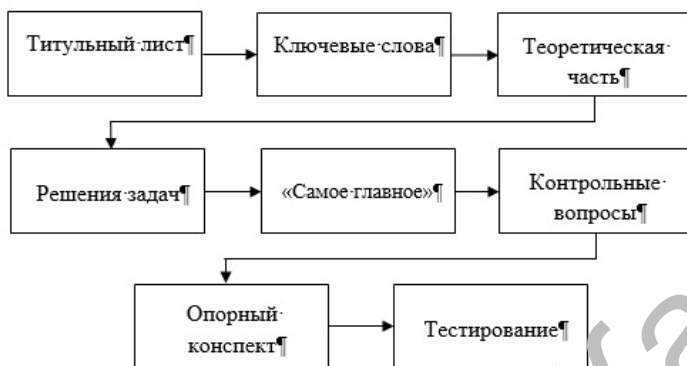 Титульный·лист¶
Ключевые·слова¶
Теоретическая·
часть¶
Решения·задач¶
«Самое·главное»¶
Контрольные·
вопросы¶
Опорный·
конспект¶
Тестирование¶